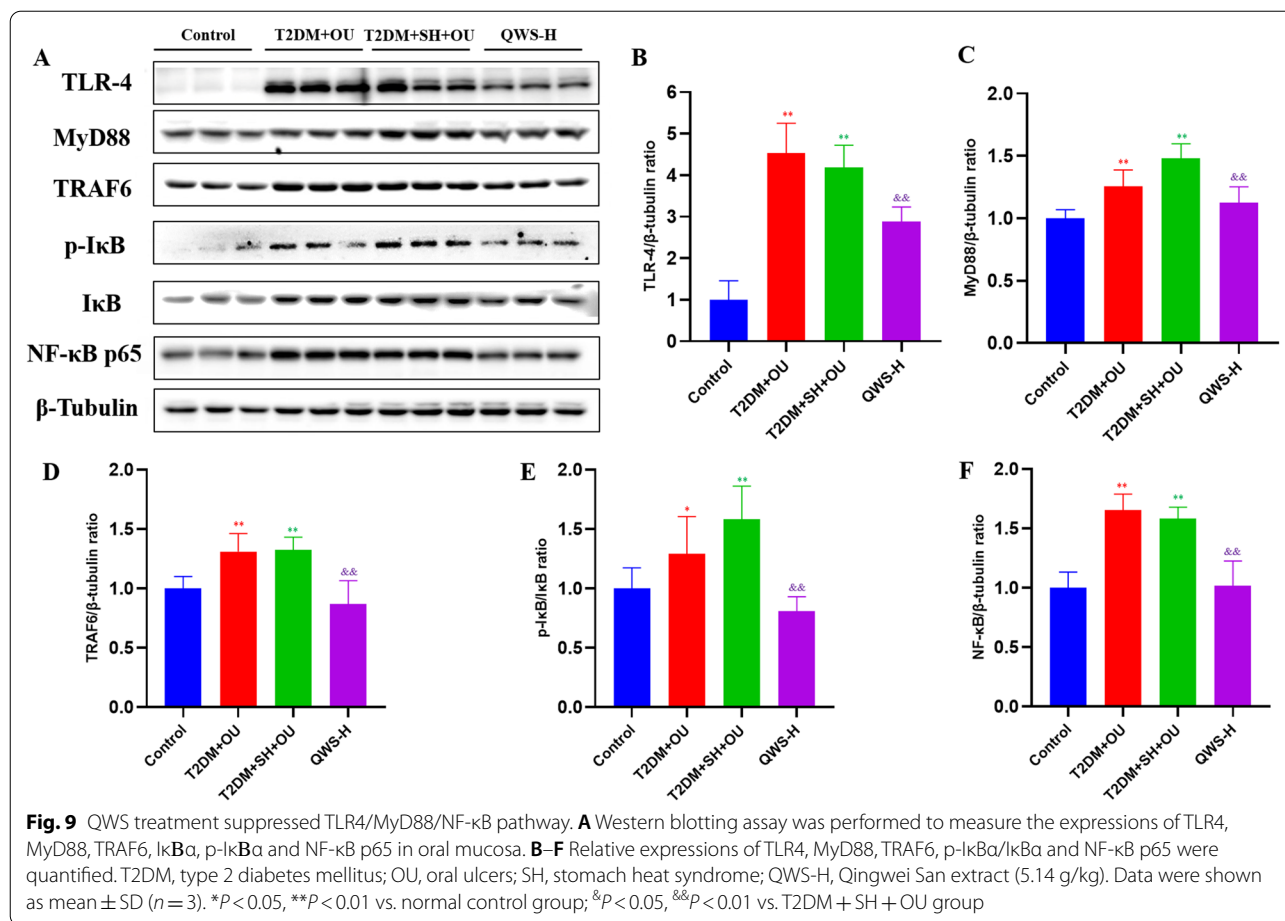 Control T2DM+OU T2DM+SH+OU QWS-H
A
TLR-4
MyD88
TRAF6
p-IκB
IκB
NF-κB p65
β-Tubulin
B
TLR-4/β-tubulin ratio
6
5
4
3
2
1
0
**
**
&&
Control
T2DM+OU
T2DM+SH+OU
QWS-H
C
MyD88/β-tubulin ratio
2.0
1.5
1.0
0.5
0.0
**
**
&&
Control
T2DM+OU
T2DM+SH+OU
QWS-H
D
TRAF6/β-tubulin ratio
2.0
1.5
1.0
0.5
0.0
**
**
&&
Control
T2DM+OU
T2DM+SH+OU
QWS-H
E
p-IκB/IκB ratio
2.0
1.5
1.0
0.5
0.0
*
**
&&
Control
T2DM+OU
T2DM+SH+OU
QWS-H
F
NF-κB/β-tubulin ratio
2.0
1.5
1.0
0.5
0.0
**
**
&&
Control
T2DM+OU
T2DM+SH+OU
QWS-H
Fig. 9 QWS treatment suppressed TLR4/MyD88/NF-κB pathway. A Western blotting assay was performed to measure the expressions of TLR4,
MyD88, TRAF6, IκBα, p-IκBα and NF-κB p65 in oral mucosa. B–F Relative expressions of TLR4, MyD88, TRAF6, p-IκBα/IκBα and NF-κB p65 were
quantified. T2DM, type 2 diabetes mellitus; OU, oral ulcers; SH, stomach heat syndrome; QWS-H, Qingwei San extract (5.14 g/kg). Data were shown
as mean ± SD (n = 3). *P < 0.05, **P < 0.01 vs. normal control group; &P < 0.05, &&P < 0.01 vs. T2DM + SH + OU group